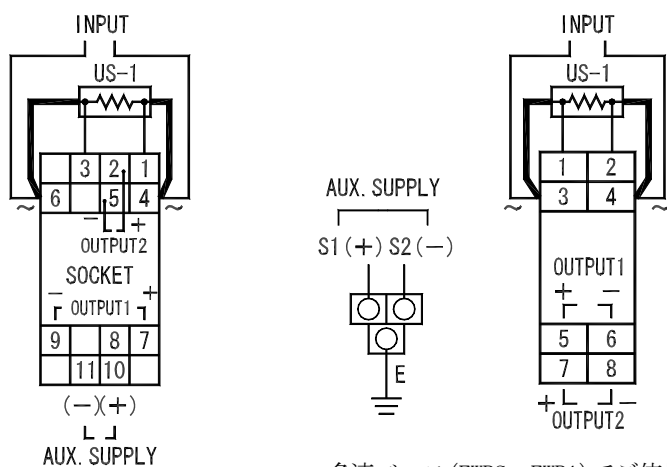 INPUT
US-1
3 2 1
6 5 4
~ ~
− +
OUTPUT2
SOCKET
− +
OUTPUT1
9 8 7
11 10
(−)(+)
AUX. SUPPLY
AUX. SUPPLY
S1(+) S2(−)
E
INPUT
US-1
1 2
3 4
~ ~
OUTPUT1
+ −
5 6
7 8
+ −
OUTPUT2